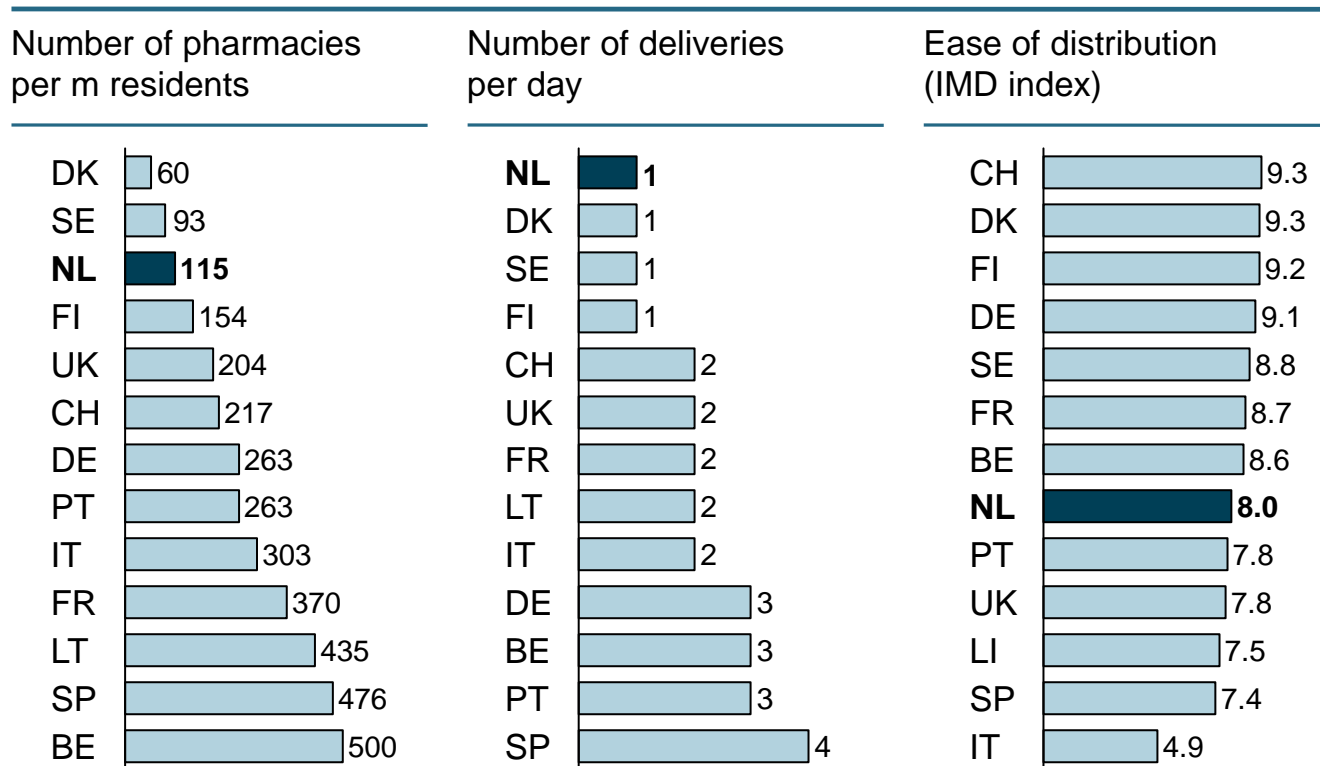 Number of pharmacies
per m residents
DK 60
SE 93
NL 115
FI 154
UK 204
CH 217
DE 263
PT 263
IT 303
FR 370
LT 435
SP 476
BE 500
Number of deliveries
per day
NL 1
DK 1
SE 1
FI 1
CH 2
UK 2
FR 2
LT 2
IT 2
DE 3
BE 3
PT 3
SP 4
Ease of distribution
(IMD index)
CH 9.3
DK 9.3
FI 9.2
DE 9.1
SE 8.8
FR 8.7
BE 8.6
NL 8.0
PT 7.8
UK 7.8
LI 7.5
SP 7.4
IT 4.9